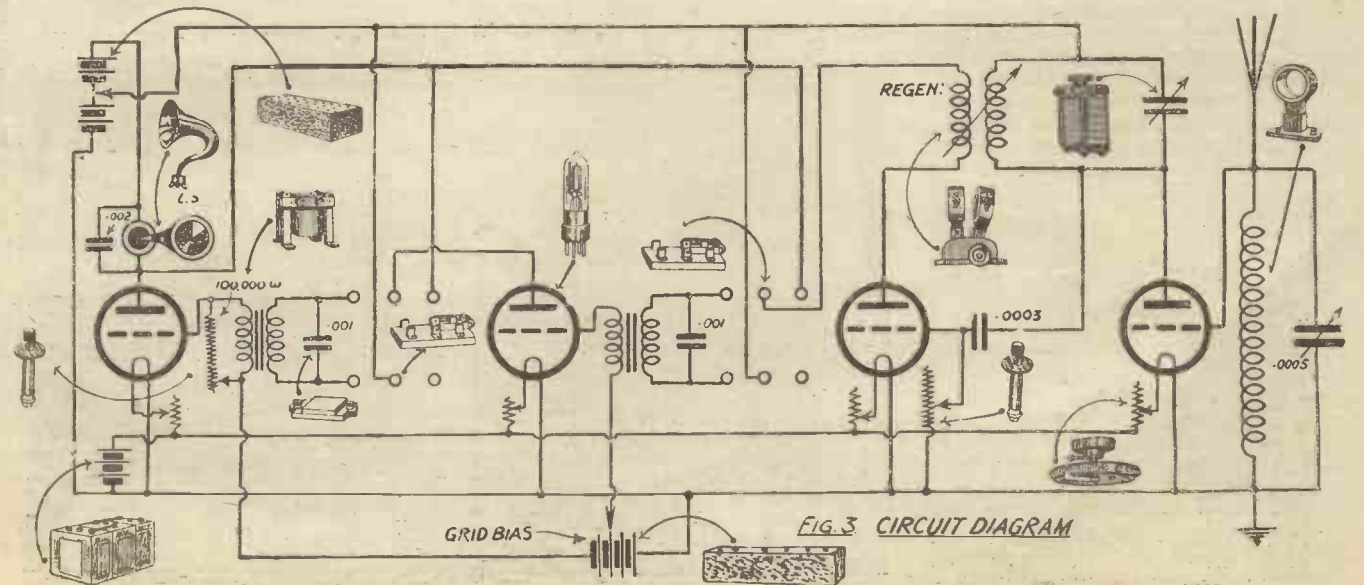 REGEN:
L.S
.002
100,000 ω
.001
.001
.0003
.0005
GRID BIAS
FIG. 3 CIRCUIT DIAGRAM